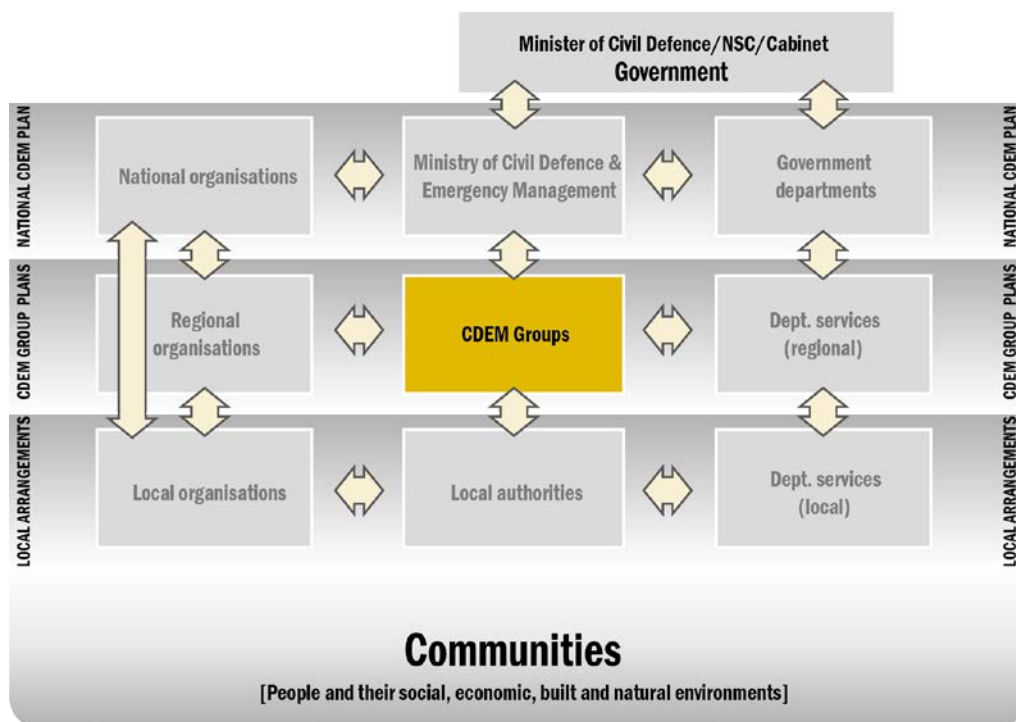 Minister of Civil Defence/NSC/Cabinet
Government
NATIONAL CDEM PLAN
National organisations
Ministry of Civil Defence &
Emergency Management
Government
departments
NATIONAL CDEM PLAN
CDEM GROUP PLANS
Regional
organisations
CDEM Groups
Dept. services
(regional)
CDEM GROUP PLANS
LOCAL ARRANGEMENTS
Local organisations
Local authorities
Dept. services
(local)
LOCAL ARRANGEMENTS
Communities
[People and their social, economic, built and natural environments]